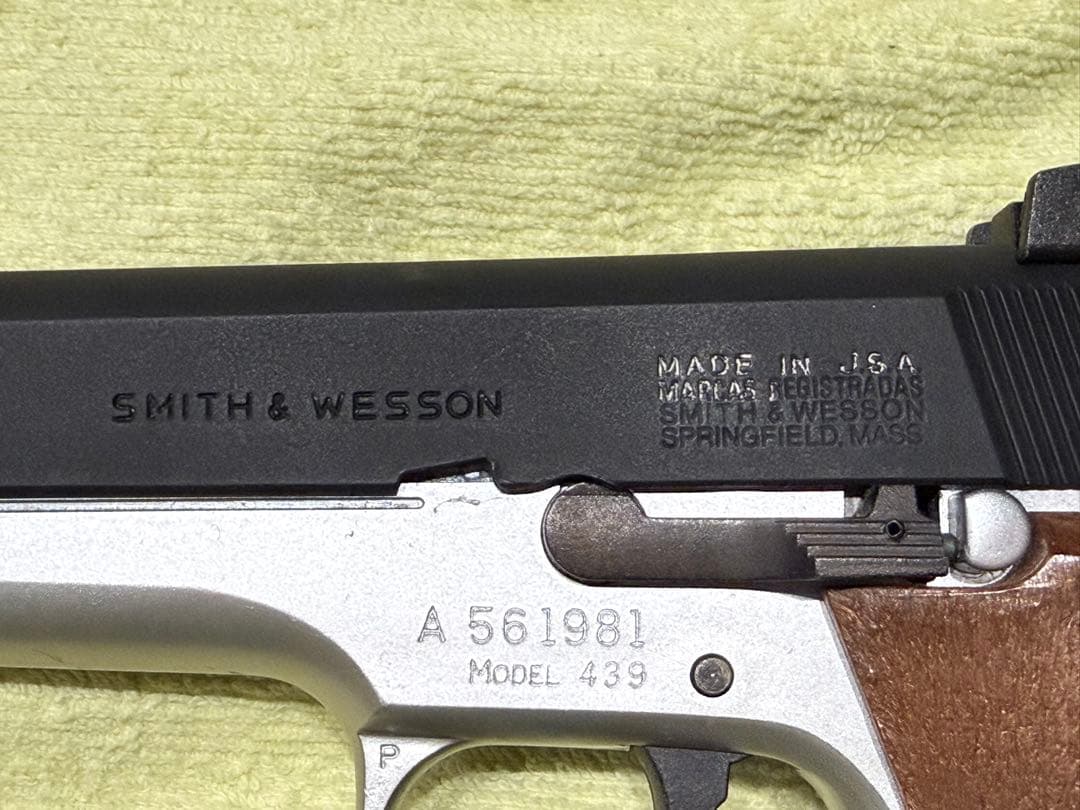 SMITH & WESSON
MADE IN U.S.A
MARCAS REGISTRADAS
SMITH & WESSON
SPRINGFIELD, MASS
A 561981
MODEL 439
P